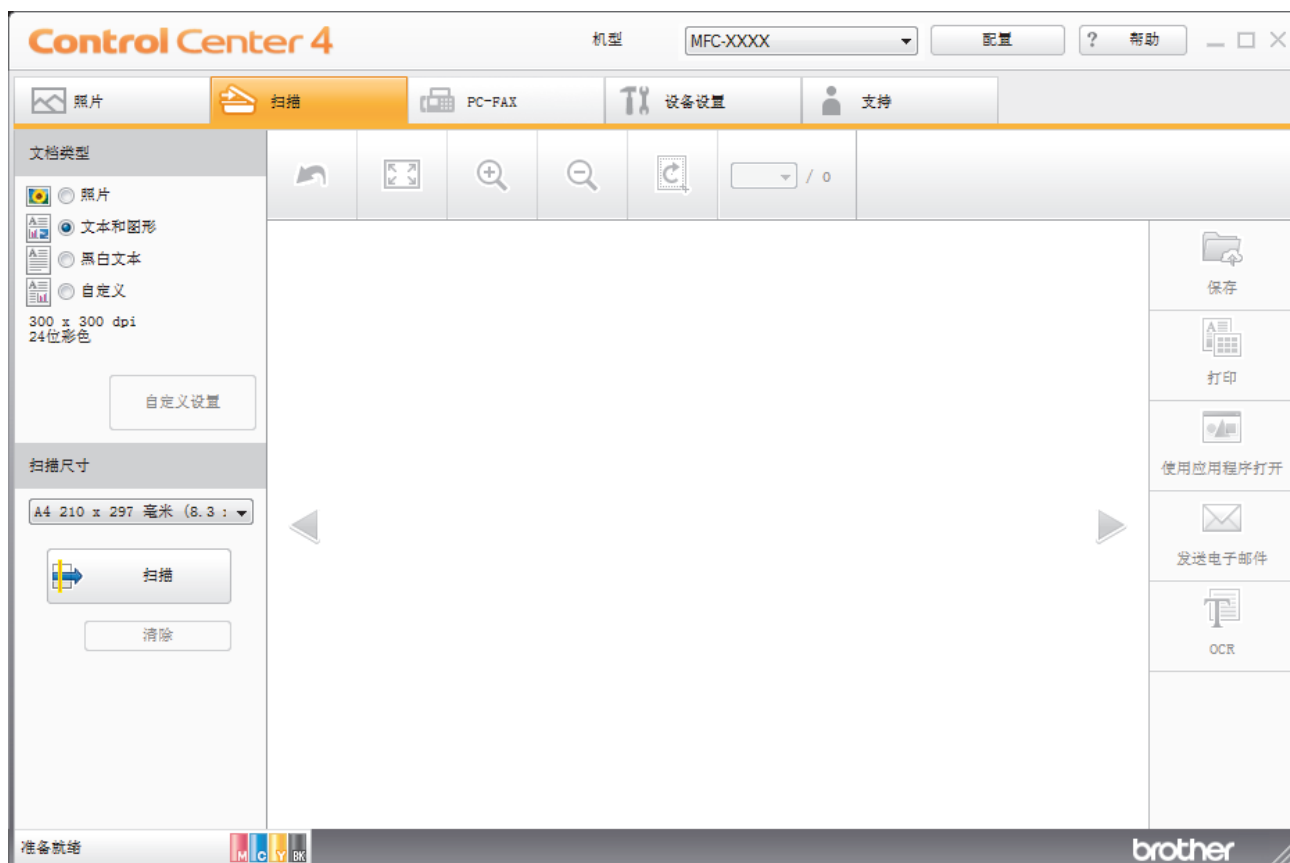 Control Center 4
机型
MFC-XXXX
配置
? 帮助
照片
扫描
PC-FAX
设备设置
支持
文档类型
照片
文本和图形
黑白文本
自定义
300 x 300 dpi
24位彩色
自定义设置
/ 0
扫描尺寸
A4 210 x 297 毫米 (8.3 :
扫描
清除
保存
打印
使用应用程序打开
发送电子邮件
OCR
准备就绪
M C Y BK
brother